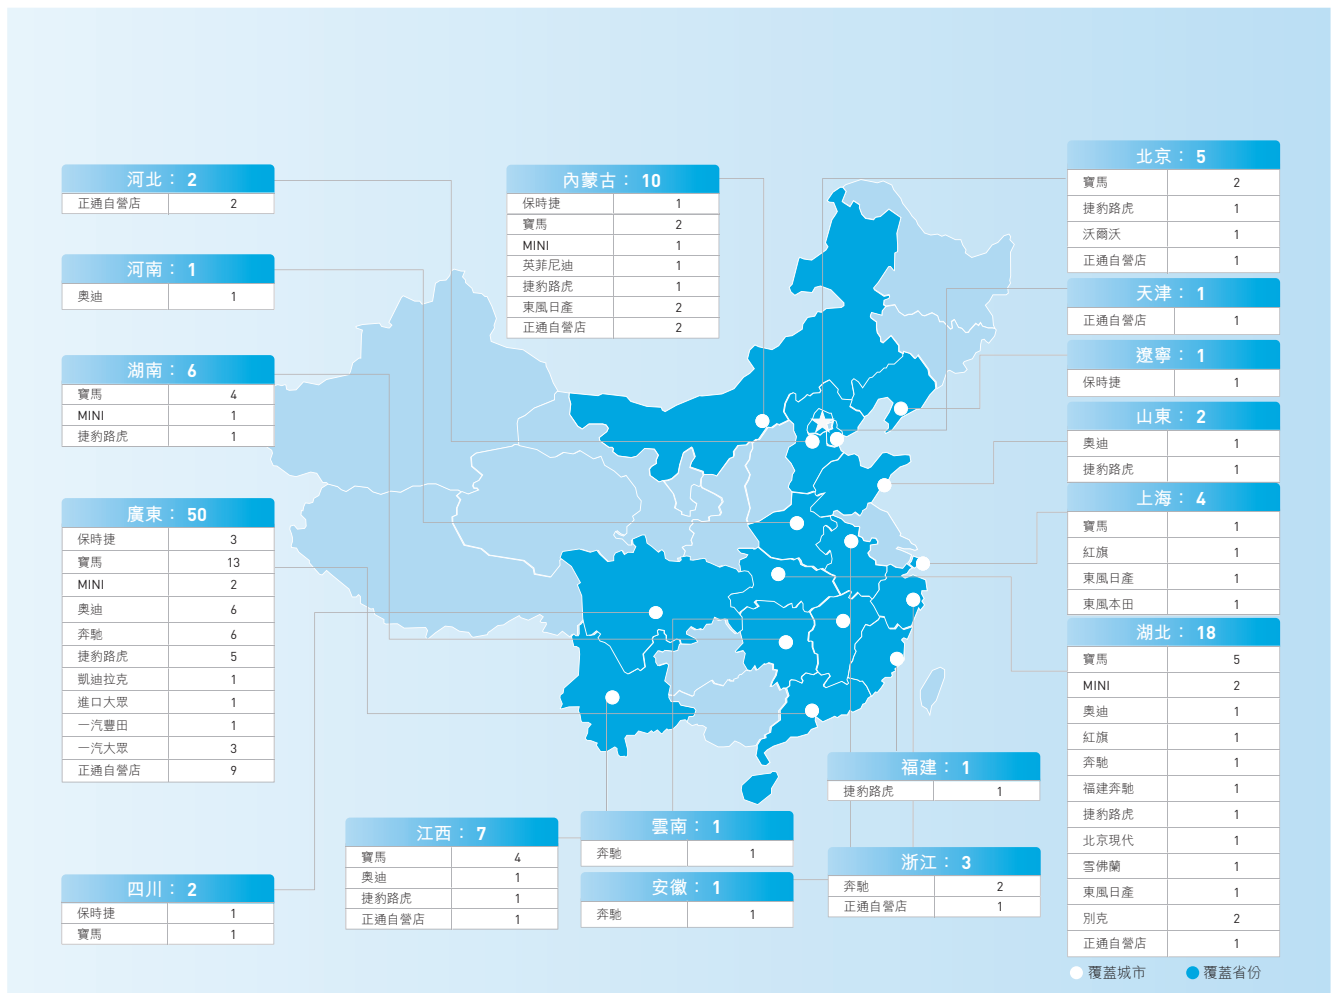 河北： 2
正通自營店 2
河南： 1
奧迪 1
湖南： 6
寶馬 4
MINI 1
捷豹路虎 1
廣東： 50
保時捷 3
寶馬 13
MINI 2
奧迪 6
奔馳 6
捷豹路虎 5
凱迪拉克 1
進口大眾 1
一汽豐田 1
一汽大眾 3
正通自營店 9
四川： 2
保時捷 1
寶馬 1
內蒙古： 10
保時捷 1
寶馬 2
MINI 1
英菲尼迪 1
捷豹路虎 1
東風日產 2
正通自營店 2
江西： 7
寶馬 4
奧迪 1
捷豹路虎 1
正通自營店 1
雲南： 1
奔馳 1
安徽： 1
奔馳 1
福建： 1
捷豹路虎 1
浙江： 3
奔馳 2
正通自營店 1
北京： 5
寶馬 2
捷豹路虎 1
沃爾沃 1
正通自營店 1
天津： 1
正通自營店 1
遼寧： 1
保時捷 1
山東： 2
奧迪 1
捷豹路虎 1
上海： 4
寶馬 1
紅旗 1
東風日產 1
東風本田 1
湖北： 18
寶馬 5
MINI 2
奧迪 1
紅旗 1
奔馳 1
福建奔馳 1
捷豹路虎 1
北京現代 1
雪佛蘭 1
東風日產 1
別克 2
正通自營店 1
覆蓋城市 覆蓋省份